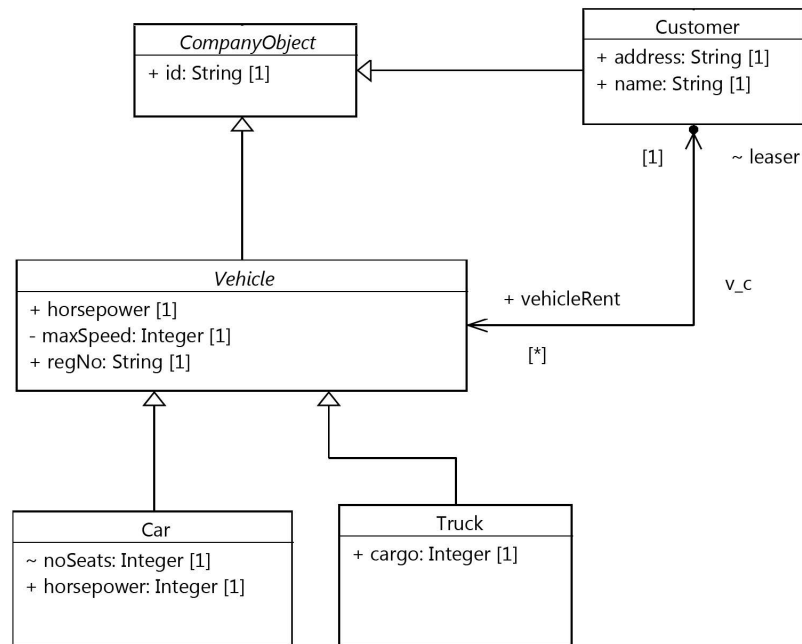 CompanyObject
+ id: String [1]
Customer
+ address: String [1]
+ name: String [1]
[1]
~ leaser
Vehicle
+ horsepower [1]
- maxSpeed: Integer [1]
+ regNo: String [1]
+ vehicleRent
v_c
[*]
Car
~ noSeats: Integer [1]
+ horsepower: Integer [1]
Truck
+ cargo: Integer [1]